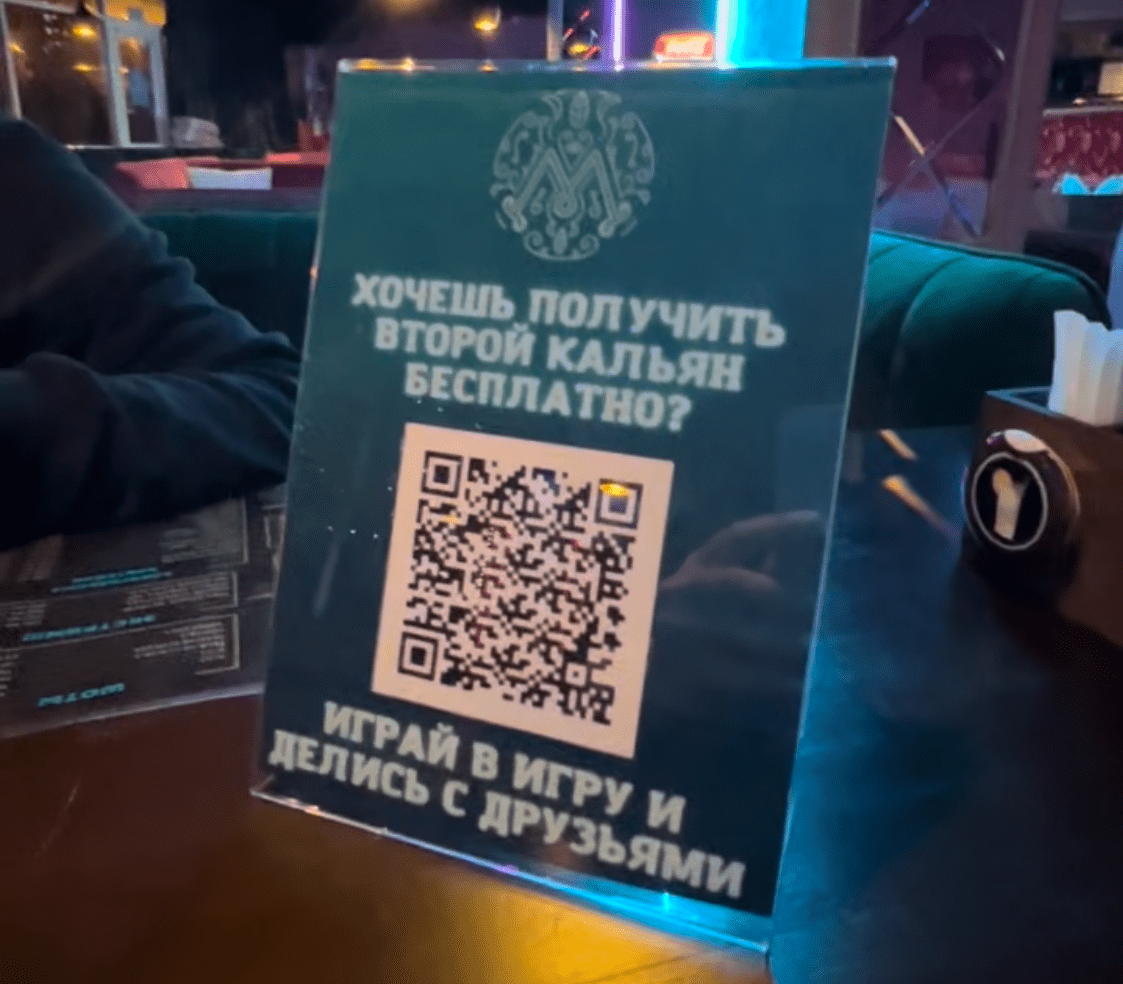 ХОЧЕШЬ ПОЛУЧИТЬ
ВТОРОЙ КАЛЬЯН
БЕСПЛАТНО?
ИГРАЙ В ИГРУ И
ДЕЛИСЬ С ДРУЗЬЯМИ